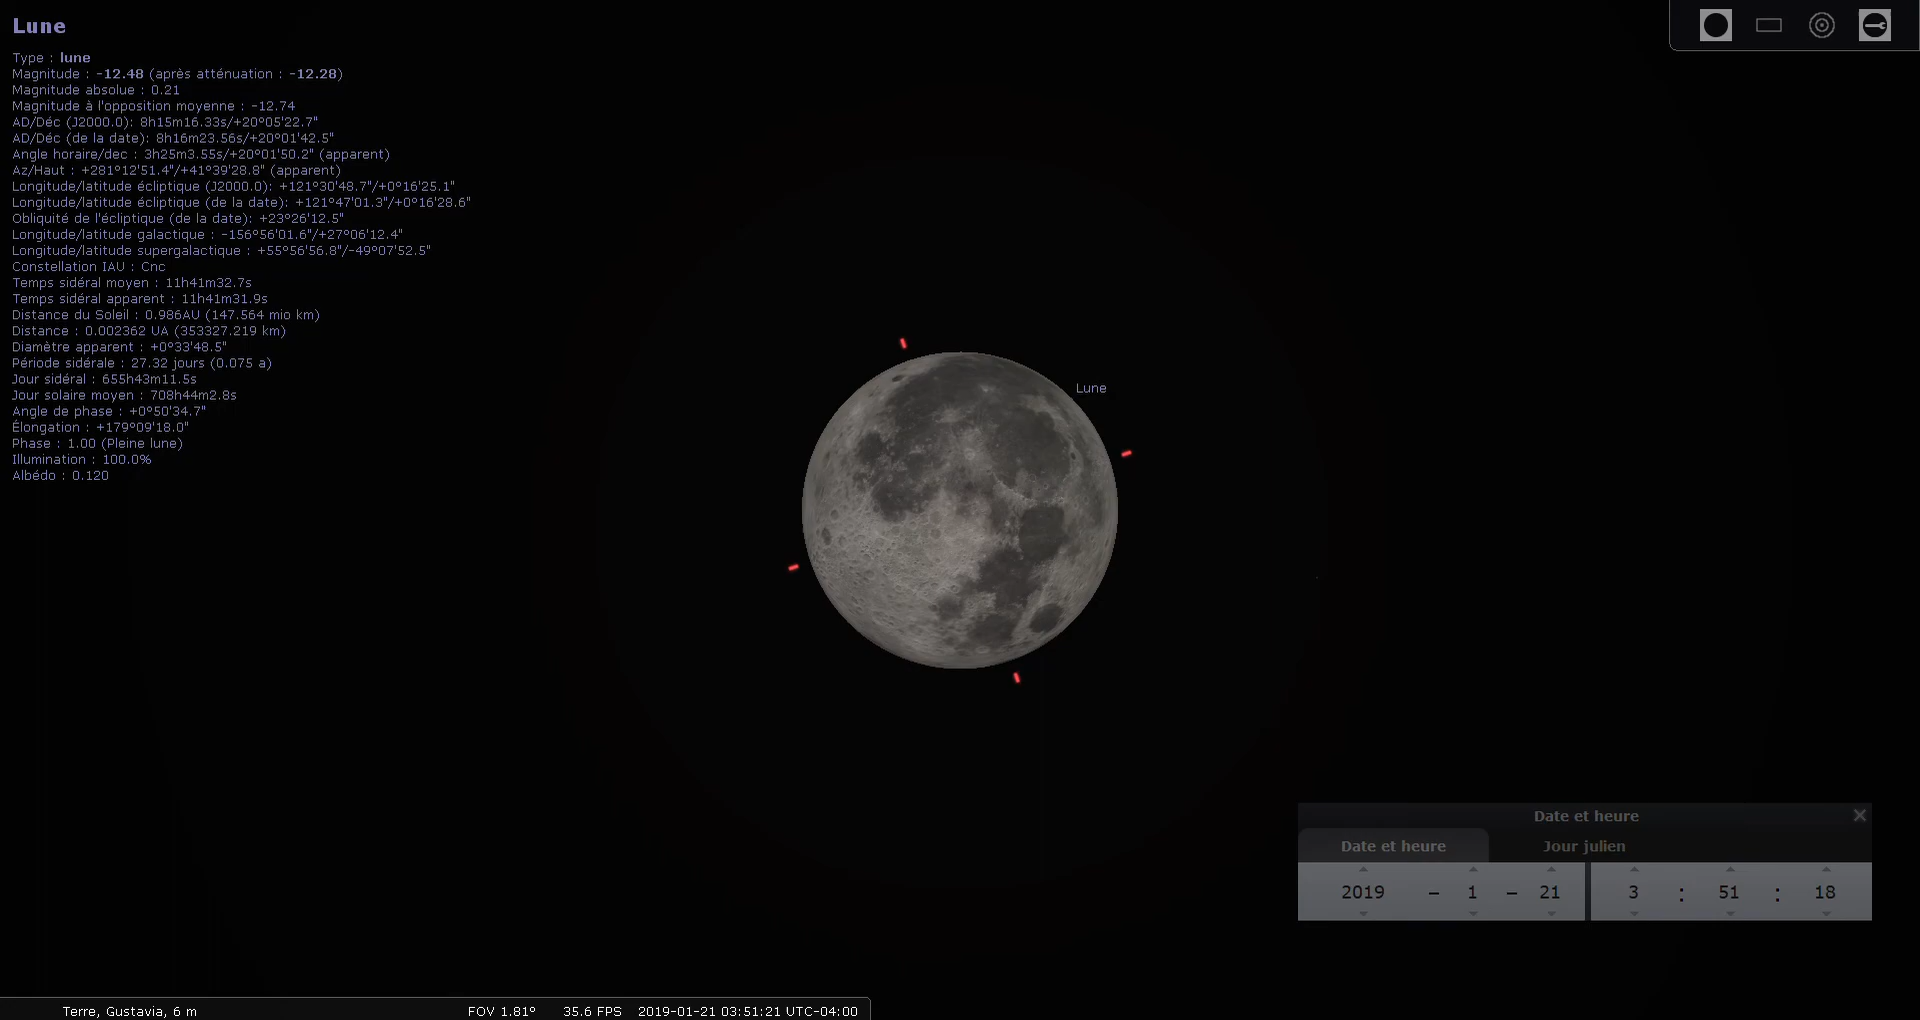 Lune
Type : lune
Magnitude : -12.48 (après atténuation : -12.28)
Magnitude absolue : 0.21
Magnitude à l'opposition moyenne : -12.74
AD/Déc (J2000.0): 8h15m16.33s/+20°05'22.7"
AD/Déc (de la date): 8h16m23.56s/+20°01'42.5"
Angle horaire/dec : 3h25m3.55s/+20°01'50.2" (apparent)
Az/Haut : +281°12'51.4"/+41°39'28.8" (apparent)
Longitude/latitude écliptique (J2000.0): +121°30'48.7"/+0°16'25.1"
Longitude/latitude écliptique (de la date): +121°47'01.3"/+0°16'28.6"
Obliquité de l'écliptique (de la date): +23°26'12.5"
Longitude/latitude galactique : -156°56'01.6"/+27°06'12.4"
Longitude/latitude supergalactique : +55°56'56.8"/-49°07'52.5"
Constellation IAU : Cnc
Temps sidéral moyen : 11h41m32.7s
Temps sidéral apparent : 11h41m31.9s
Distance du Soleil : 0.986AU (147.564 mio km)
Distance : 0.002362 UA (353327.219 km)
Diamètre apparent : +0°33'48.5"
Période sidérale : 27.32 jours (0.075 a)
Jour sidéral : 655h43m11.5s
Jour solaire moyen : 708h44m2.8s
Angle de phase : +0°50'34.7"
Élongation : +179°09'18.0"
Phase : 1.00 (Pleine lune)
Illumination : 100.0%
Albédo : 0.120
Lune
Date et heure
Date et heure Jour julien
2019 - 1 - 21 3 : 51 : 18
Terre, Gustavia, 6 m FOV 1.81° 35.6 FPS 2019-01-21 03:51:21 UTC-04:00